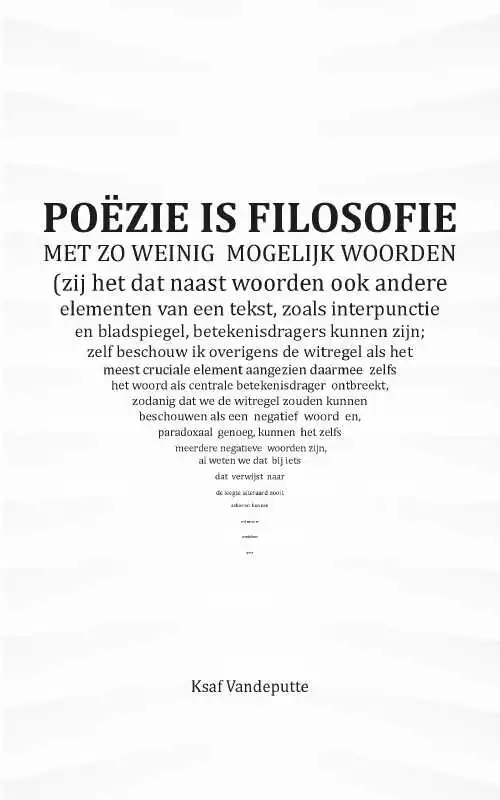 POËZIE IS FILOSOFIE
MET ZO WEINIG MOGELIJK WOORDEN
(zij het dat naast woorden ook andere
elementen van een tekst, zoals interpunctie
en bladspiegel, betekenisdragers kunnen zijn;
zelf beschouw ik overigens de witregel als het
meest cruciale element aangezien daarmee zelfs
het woord als centrale betekenisdrager ontbreekt,
zodanig dat we de witregel zouden kunnen
beschouwen als een negatief woord en,
paradoxaal genoeg, kunnen het zelfs
meerdere negatieve woorden zijn,
al weten we dat bij iets
dat verwijst naar
de leegte uiteraard nooit
Ksaf Vandeputte